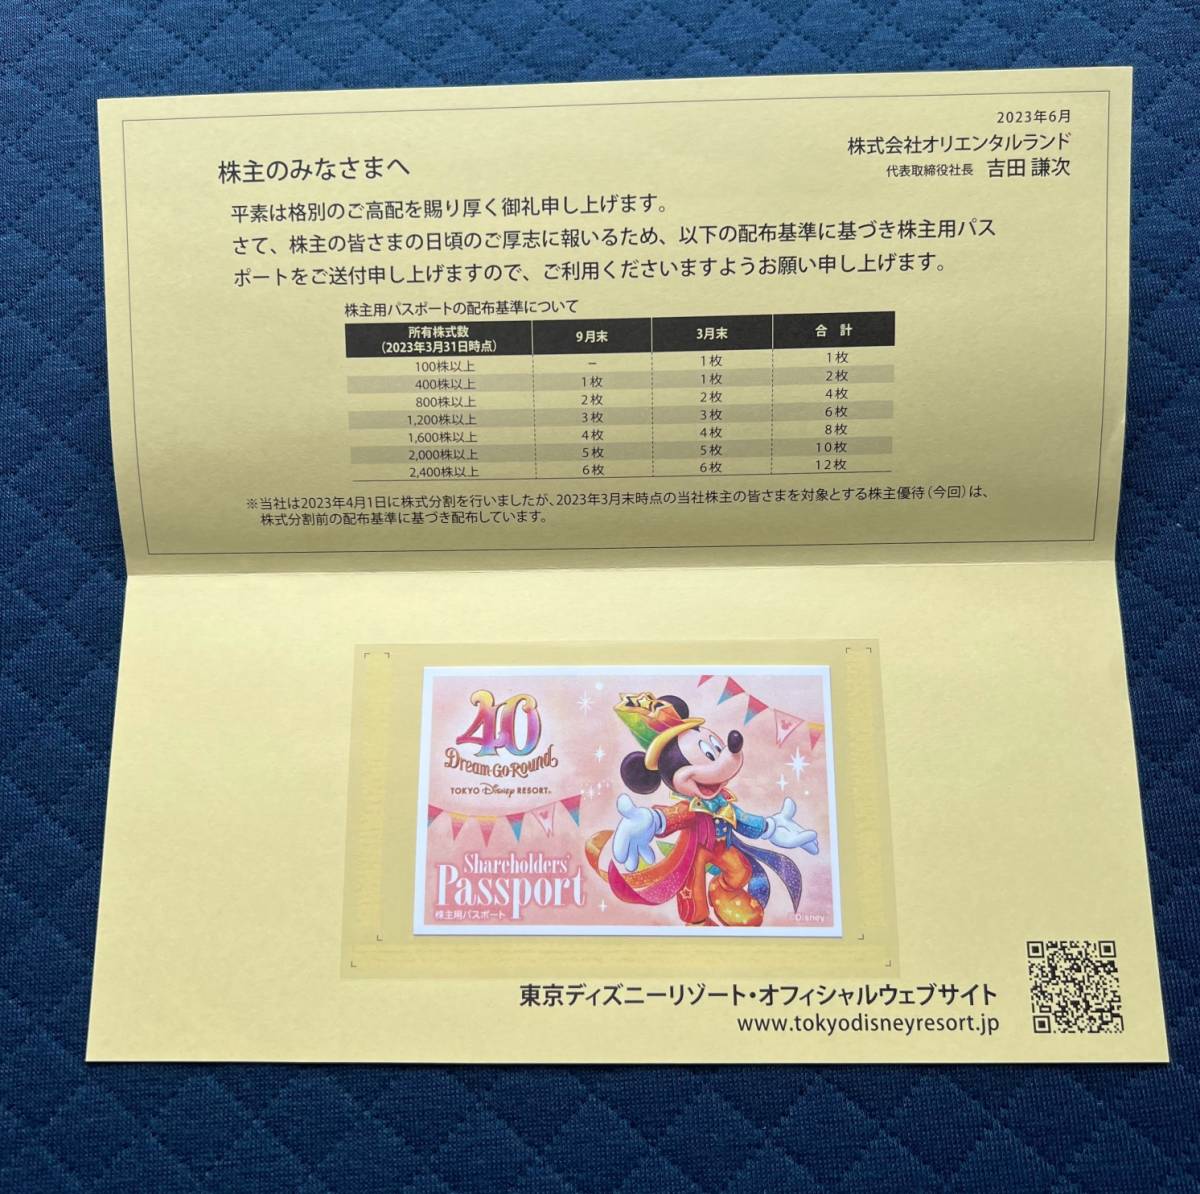 2023年6月
株式会社オリエンタルランド
代表取締役社長 吉田 謙次
株主のみなさまへ
平素は格別のご高配を賜り厚く御礼申し上げます。
さて、株主の皆さまの日頃のご厚志に報いるため、以下の配布基準に基づき株主用パス
ポートをご送付申し上げますので、ご利用くださいますようお願い申し上げます。
株主用パスポートの配布基準について
所有株式数
(2023年3月31日時点) 9月末 3月末 合 計
100株以上 − 1枚 1枚
400株以上 1枚 1枚 2枚
800株以上 2枚 2枚 4枚
1,200株以上 3枚 3枚 6枚
1,600株以上 4枚 4枚 8枚
2,000株以上 5枚 5枚 10枚
2,400株以上 6枚 6枚 12枚
※当社は2023年4月1日に株式分割を行いましたが、2023年3月末時点の当社株主の皆さまを対象とする株主優待(今回)は、
株式分割前の配布基準に基づき配布しています。
40
Dream-Go-Round
TOKYO Disney RESORT®
Shareholders'
Passport
株主用パスポート
©Disney
東京ディズニーリゾート・オフィシャルウェブサイト
www.tokyodisneyresort.jp